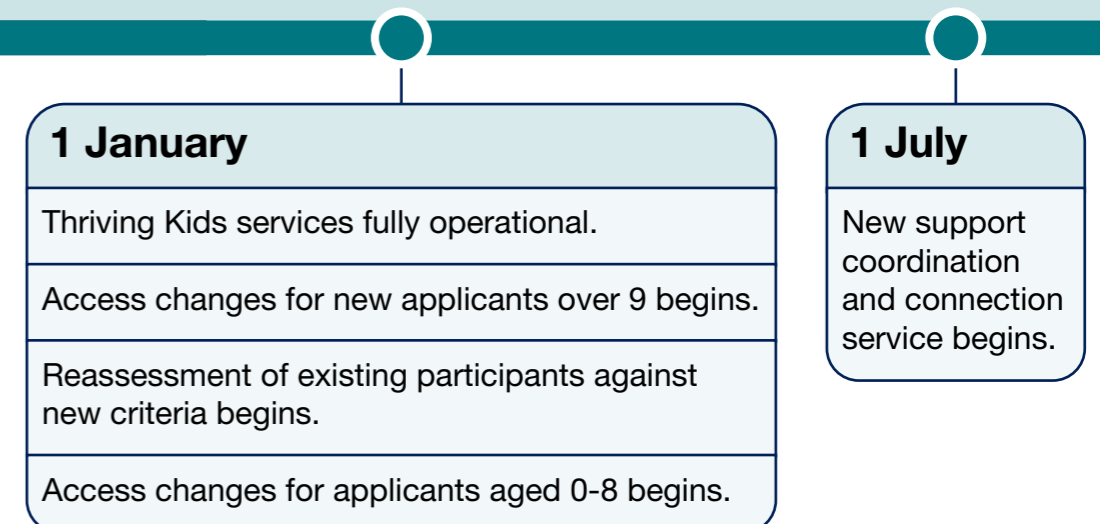 1 January
Thriving Kids services fully operational.
Access changes for new applicants over 9 begins.
Reassessment of existing participants against
new criteria begins.
Access changes for applicants aged 0-8 begins.
1 July
New support
coordination
and connection
service begins.